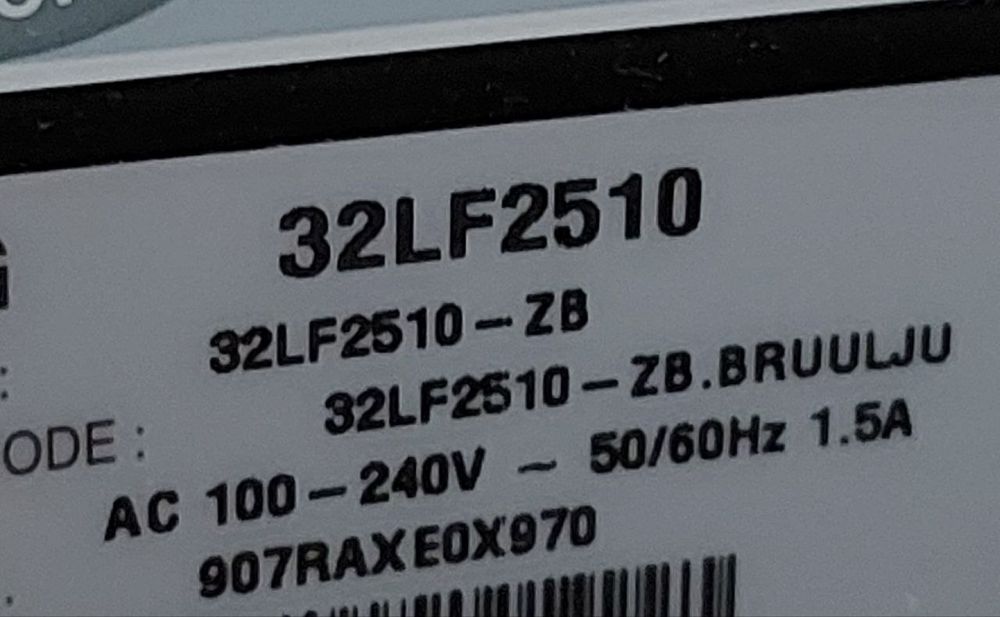 32LF2510
32LF2510-ZB
32LF2510-ZB.BRUULJU
ODE :
AC 100-240V ~ 50/60Hz 1.5A
907RAXE0X970